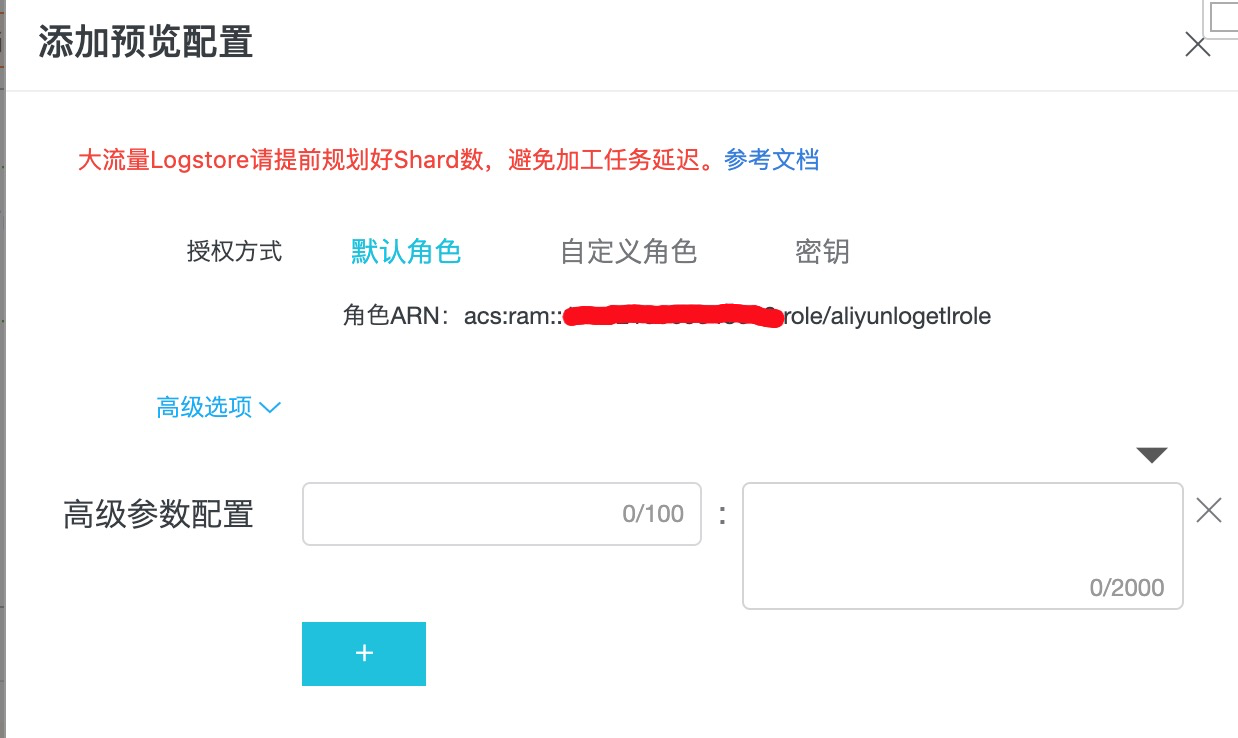 添加预览配置
大流量Logstore请提前规划好Shard数，避免加工任务延迟。参考文档
授权方式 默认角色 自定义角色 密钥
角色ARN： acs:ram:: role/aliyunlogetlrole
高级选项
高级参数配置 0/100 : 0/2000
+